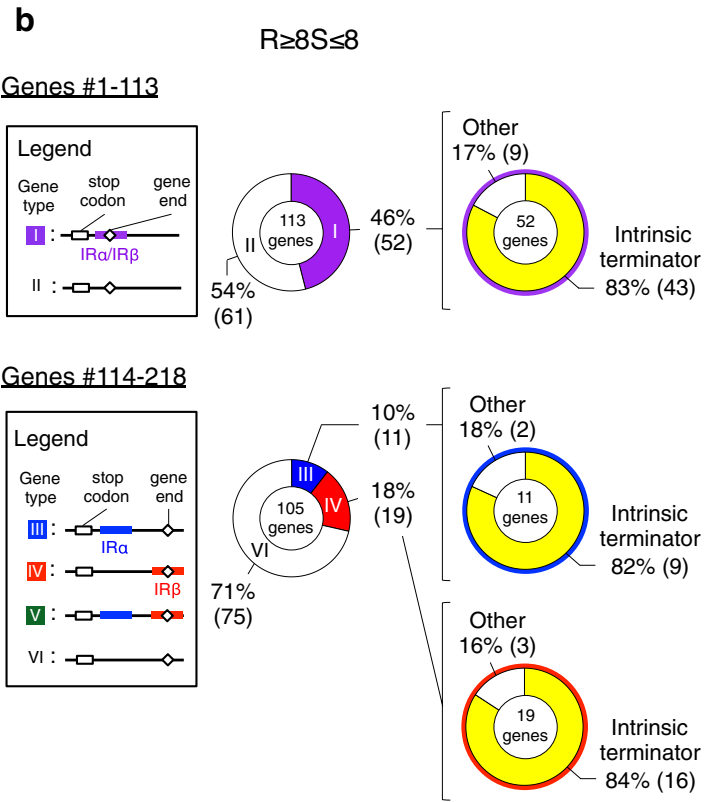 b
R≥8S≤8
Genes #1-113
Legend
Gene type
stop codon
gene end
I :
IRα/IRβ
II :
113 genes
I
II
46% (52)
54% (61)
Other
17% (9)
52 genes
Intrinsic terminator
83% (43)
Genes #114-218
Legend
Gene type
stop codon
gene end
III :
IRα
IV :
IRβ
V :
VI :
105 genes
III
IV
VI
10% (11)
18% (19)
71% (75)
Other
18% (2)
11 genes
Intrinsic terminator
82% (9)
Other
16% (3)
19 genes
Intrinsic terminator
84% (16)